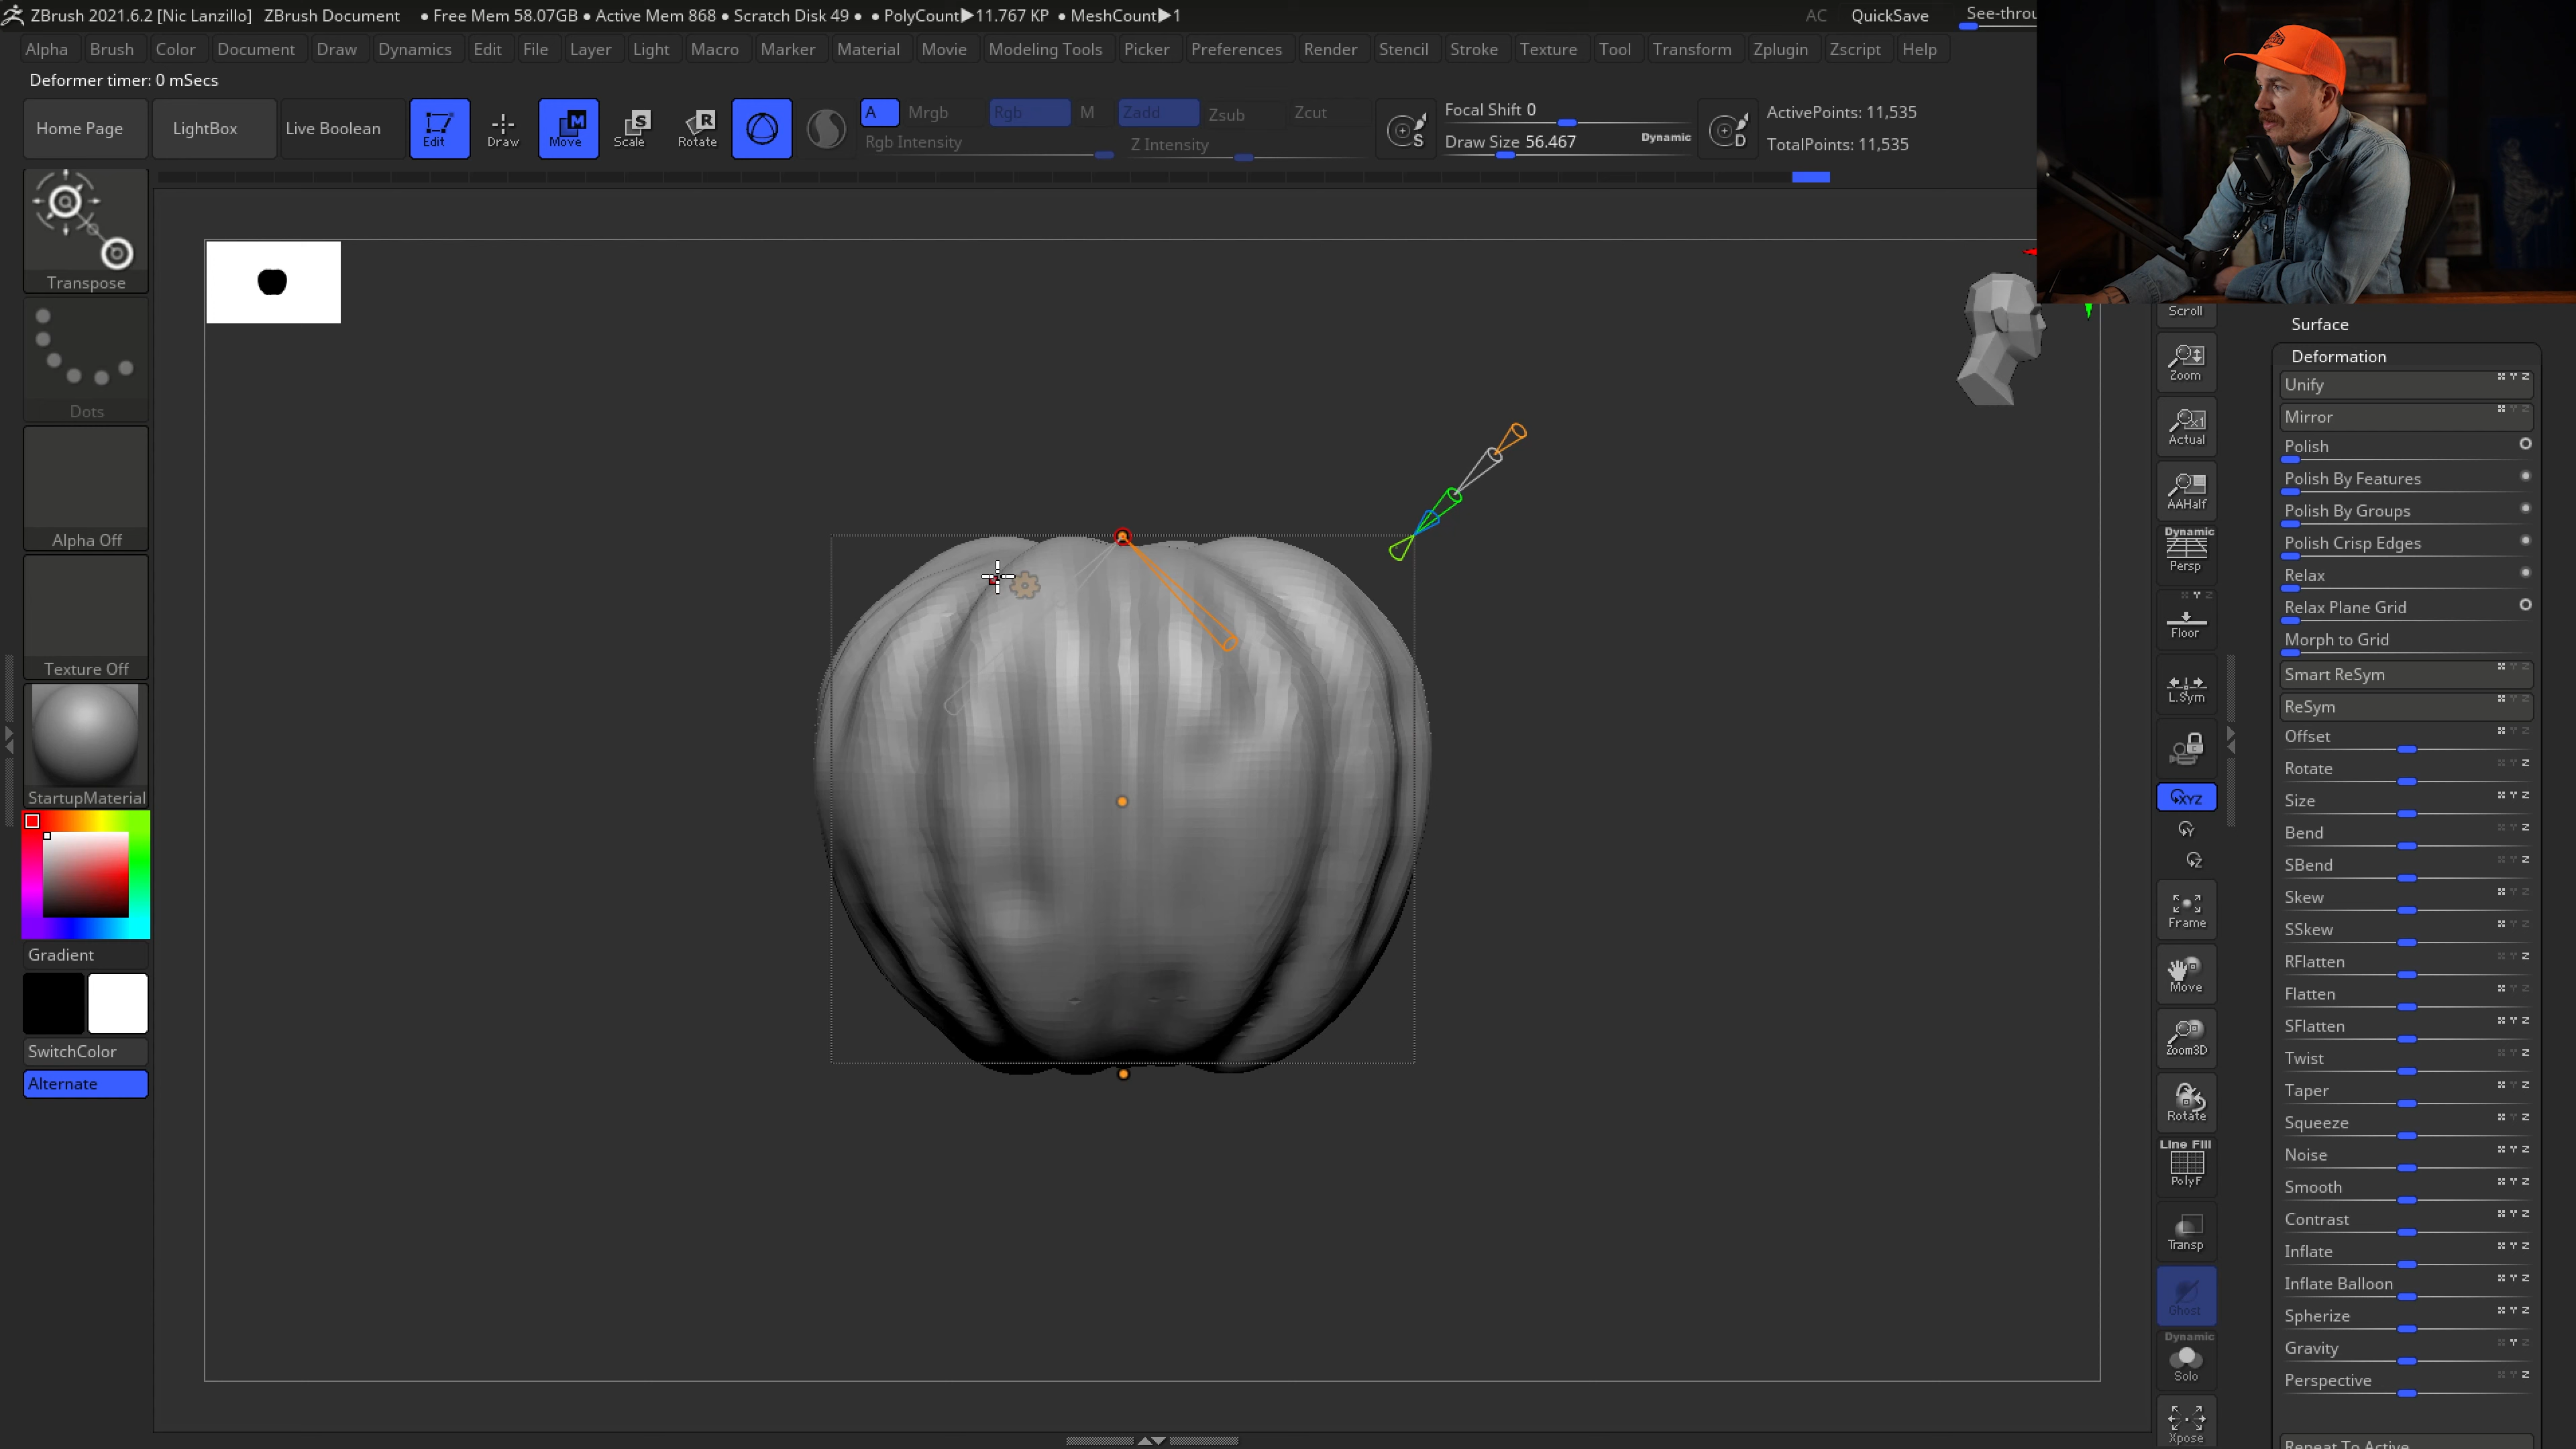 ZBrush 2021.6.2 [Nic Lanzillo] ZBrush Document ● Free Mem 58.07GB ● Active Mem 868 ● Scratch Disk 49 ● ● PolyCount▶11.767 KP ● MeshCount▶1 AC QuickSave See-throu
Alpha Brush Color Document Draw Dynamics Edit File Layer Light Macro Marker Material Movie Modeling Tools Picker Preferences Render Stencil Stroke Texture Tool Transform Zplugin Zscript Help
Deformer timer: 0 mSecs
Home Page LightBox Live Boolean Edit Draw Move Scale Rotate
A Mrgb Rgb M Zadd Zsub Zcut
Rgb Intensity Z Intensity
Focal Shift 0
Draw Size 56.467 Dynamic
ActivePoints: 11,535
TotalPoints: 11,535
Transpose
Dots
Alpha Off
Texture Off
StartupMaterial
Gradient
SwitchColor
Alternate
Scroll
Zoom
Actual
AAHalf
Dynamic
Persp
Floor
L.Sym
XYZ
Y
Z
Frame
Move
Zoom3D
Rotate
Line Fill
PolyF
Transp
Ghost
Dynamic
Solo
Xpose
Surface
Deformation
Unify
Mirror
Polish
Polish By Features
Polish By Groups
Polish Crisp Edges
Relax
Relax Plane Grid
Morph to Grid
Smart ReSym
ReSym
Offset
Rotate
Size
Bend
SBend
Skew
SSkew
RFlatten
Flatten
SFlatten
Twist
Taper
Squeeze
Noise
Smooth
Contrast
Inflate
Inflate Balloon
Spherize
Gravity
Perspective
Repeat To Active